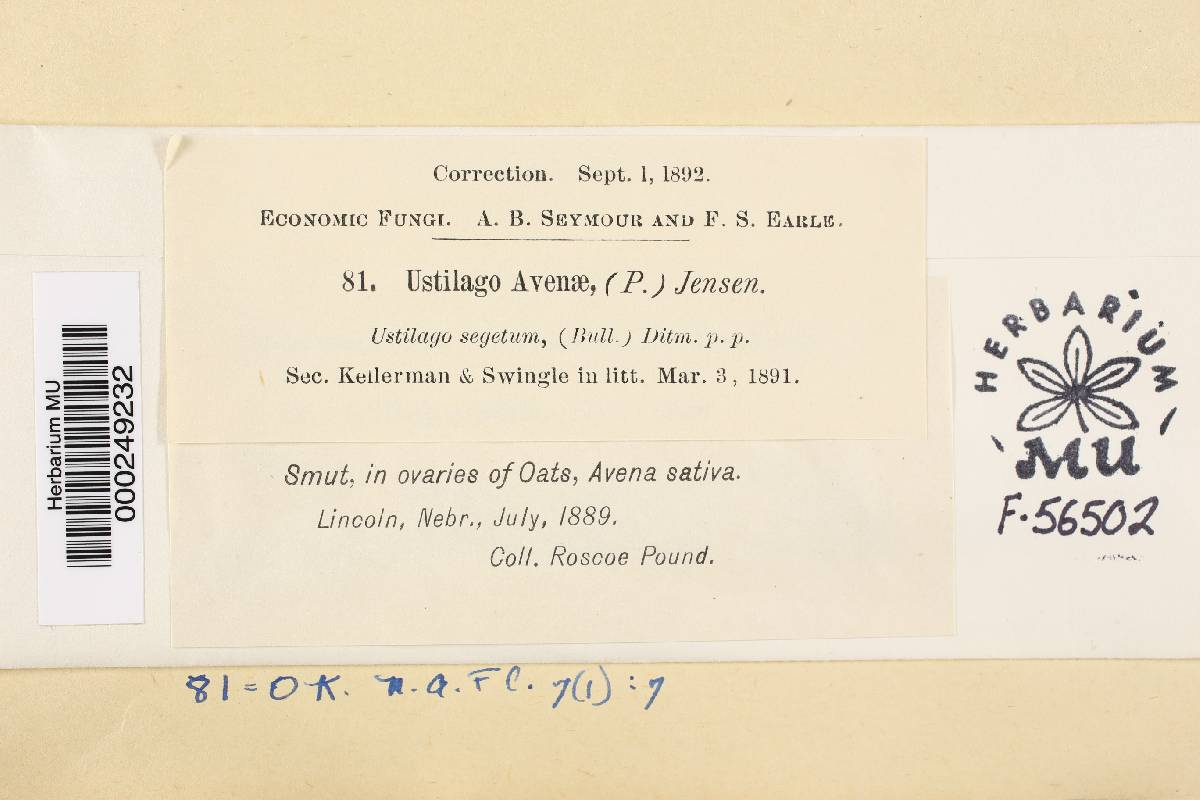 Correction. Sept. 1, 1892.
ECONOMIC FUNGI. A. B. SEYMOUR AND F. S. EARLE.
81. Ustilago Avenæ, (P.) Jensen.
Ustilago segetum, (Bull.) Ditm. p. p.
Sec. Kellerman & Swingle in litt. Mar. 3, 1891.
Smut, in ovaries of Oats, Avena sativa.
Lincoln, Nebr., July, 1889.
Coll. Roscoe Pound.
Herbarium MU
000249232
HERBARIUM
MU
F-56502
81 = OK. N.A.F C. 7(1) : 7